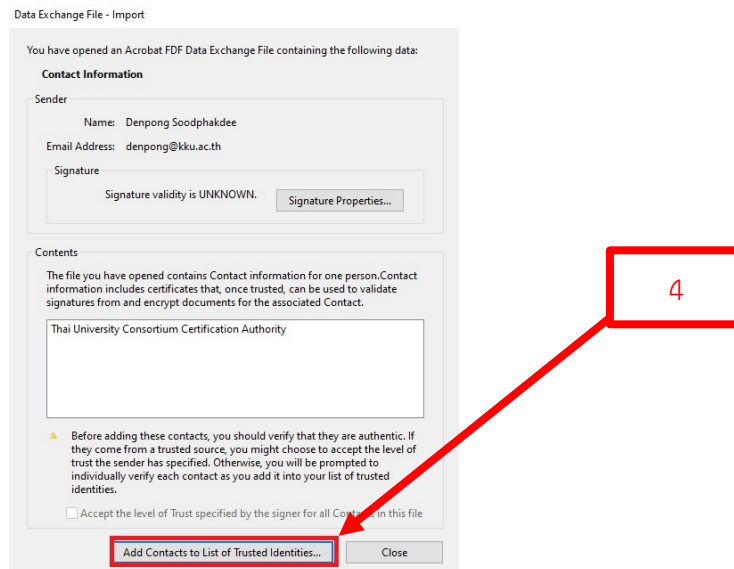 Data Exchange File - Import
You have opened an Acrobat FDF Data Exchange File containing the following data:
Contact Information
Sender
Name: Denpong Soodphakdee
Email Address: denpong@kku.ac.th
Signature
Signature validity is UNKNOWN.
Signature Properties...
Contents
The file you have opened contains Contact information for one person.Contact
information includes certificates that, once trusted, can be used to validate
signatures from and encrypt documents for the associated Contact.
Thai University Consortium Certification Authority
Before adding these contacts, you should verify that they are authentic. If
they come from a trusted source, you might choose to accept the level of
trust the sender has specified. Otherwise, you will be prompted to
individually verify each contact as you add it into your list of trusted
identities.
Accept the level of Trust specified by the signer for all Contacts in this file
Add Contacts to List of Trusted Identities...
Close
4